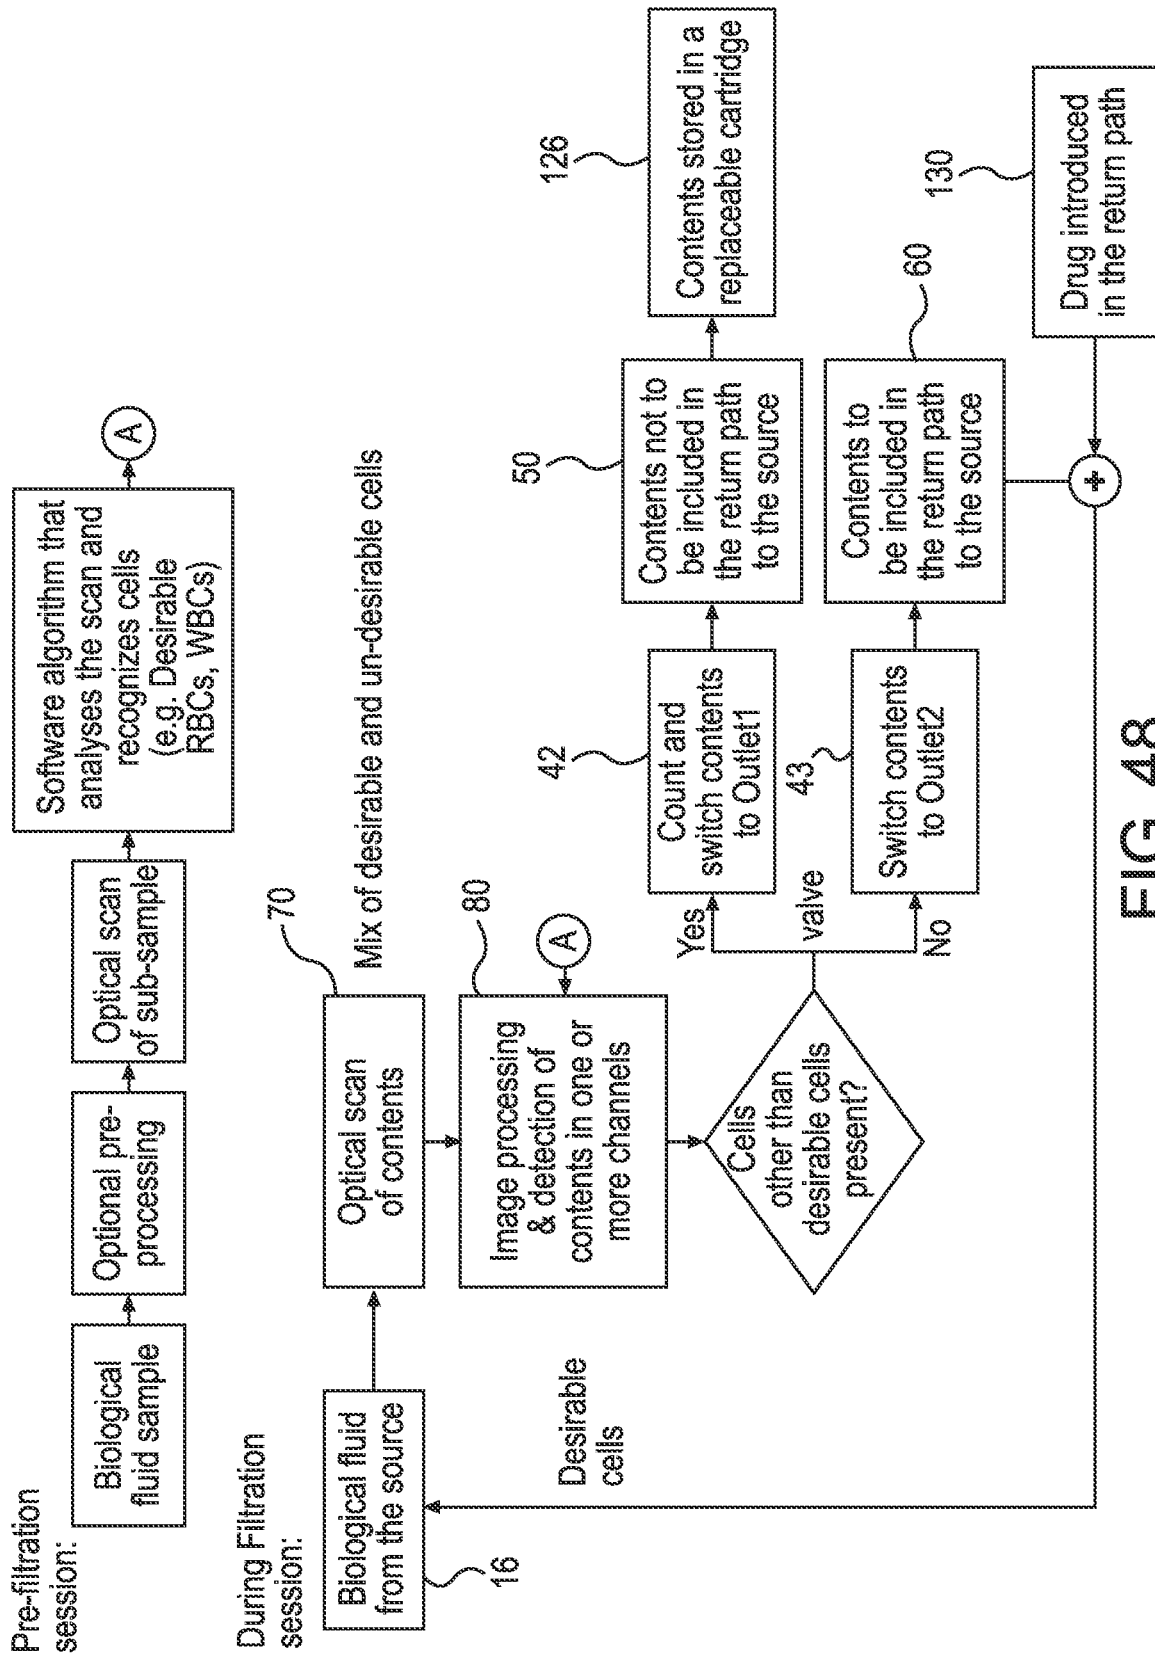 Pre-filtration
session:
Biological
fluid sample
Optional pre-
processing
Optical scan
of sub-sample
Software algorithm that
analyses the scan and
recognizes cells
(e.g. Desirable
RBCs, WBCs)
A
During Filtration
session:
Biological fluid
from the source
16
Optical scan
of contents
70
Mix of desirable and un-desirable cells
Image processing
& detection of
contents in one or
more channels
80
A
Cells
other than
desirable cells
present?
Yes
valve
No
Count and
switch contents
to Outlet1
42
Contents not to
be included in
the return path
to the source
50
Contents stored in a
replaceable cartridge
126
Switch contents
to Outlet2
43
Contents to
be included in
the return path
to the source
60
Drug introduced
in the return path
130
+
Desirable
cells
FIG. 48